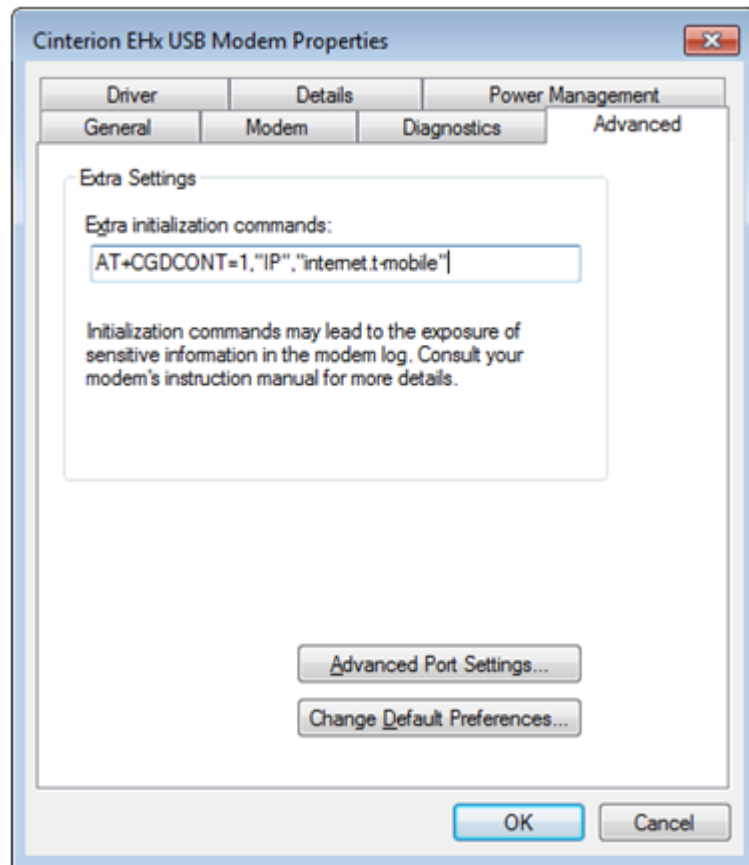 Cinterion EHx USB Modem Properties
Driver Details Power Management
General Modem Diagnostics Advanced
Extra Settings
Extra initialization commands:
AT+CGDCONT=1,"IP","internet.t-mobile"
Initialization commands may lead to the exposure of
sensitive information in the modem log. Consult your
modem's instruction manual for more details.
Advanced Port Settings...
Change Default Preferences...
OK Cancel